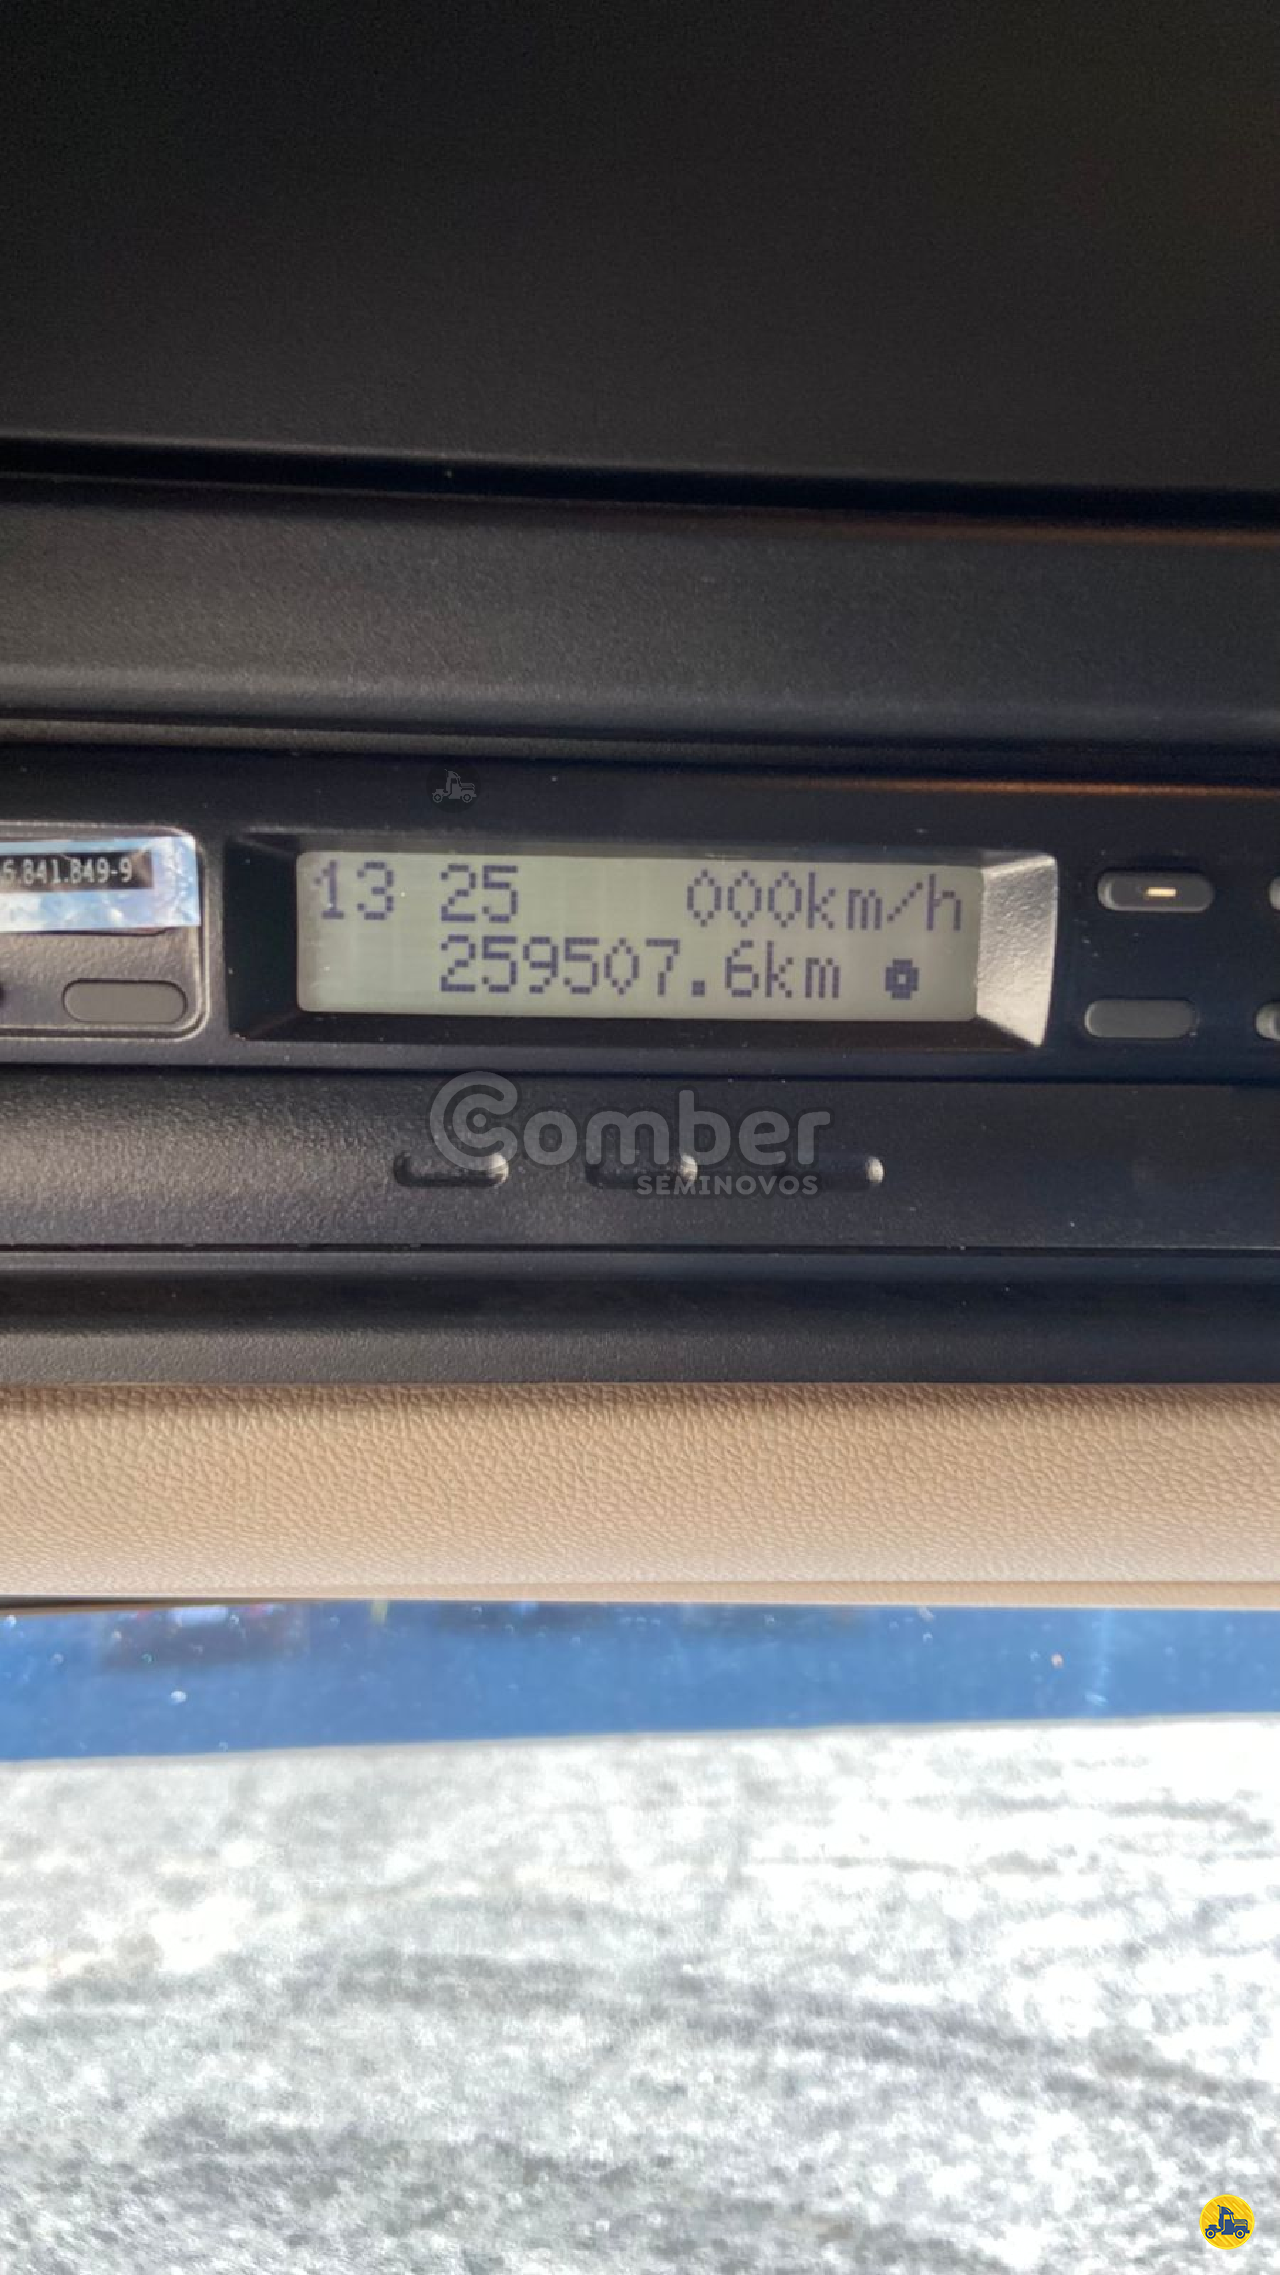 5.841.849-9
13 25 000km/h
259507.6km
Comber
SEMINOVOS